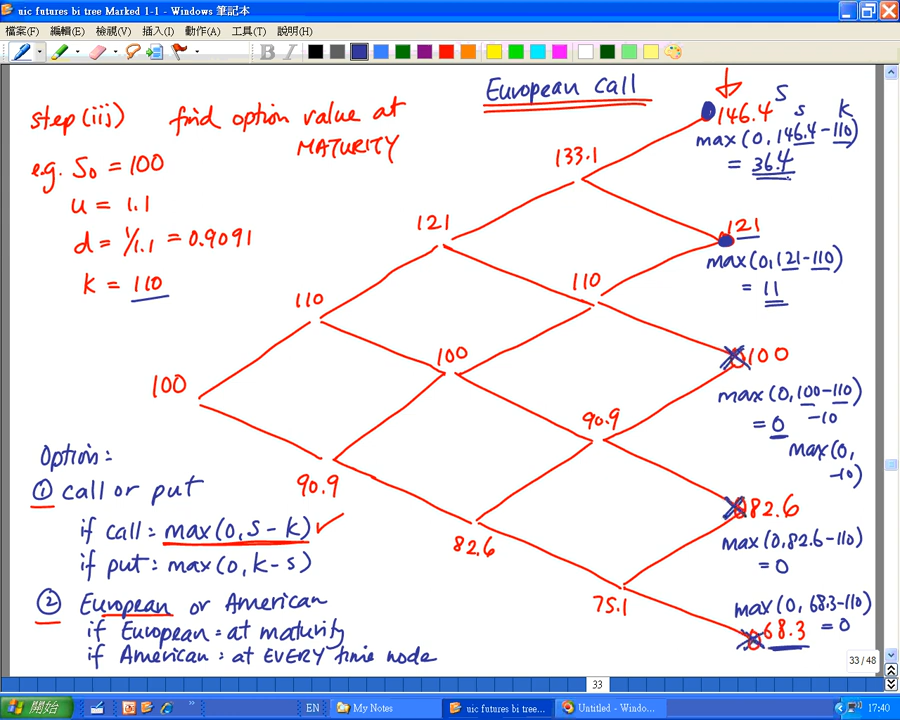 uic futures bi tree Marked 1-1 - Windows 筆記本
檔案(F) 編輯(E) 檢視(V) 插入(I) 動作(A) 工具(T) 說明(H)
B I
European Call
step (iii) find option value at
MATURITY
e.g. S₀ = 100
u = 1.1
d = 1/1.1 = 0.9091
k = 110
146.4 S
S k
max(0, 146.4-110)
= 36.4
133.1
121
121
max(0, 121-110)
= 11
110
110
100
100
100
max(0, 100-110)
-10
= 0
max(0,
-10)
90.9
90.9
82.6
82.6
max(0, 82.6-110)
= 0
75.1
max(0, 68.3-110)
68.3 = 0
Option:
① call or put
if call = max(0, S-k) ✓
if put = max(0, k-s)
② European or American
if European = at maturity
if American : at EVERY time node
33/48
33
開始
EN
My Notes
uic futures bi tree...
Untitled - Window...
17:40